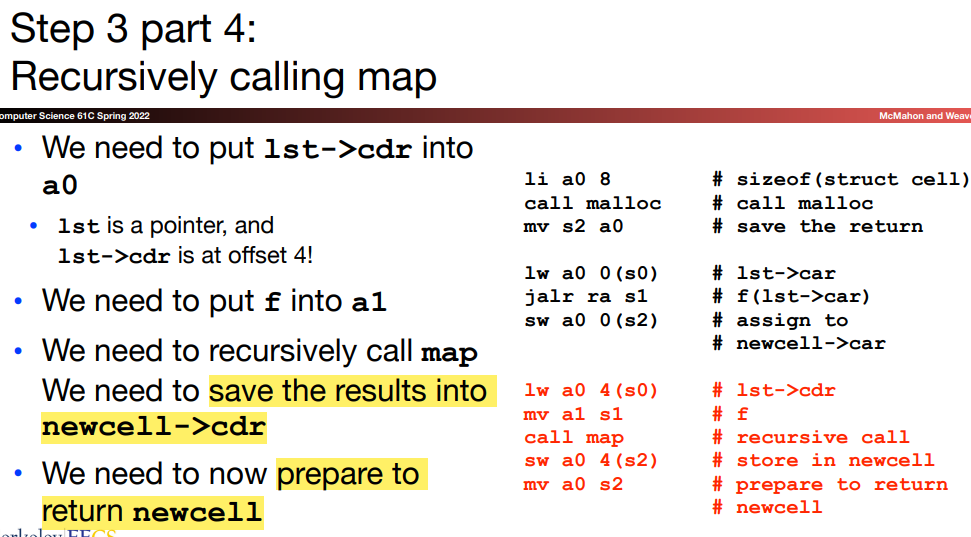 Step 3 part 4:
Recursively calling map
omputer Science 61C Spring 2022
McMahon and Weav
We need to put lst->cdr into
a0
lst is a pointer, and
lst->cdr is at offset 4!
We need to put f into a1
We need to recursively call map
We need to save the results into
newcell->cdr
We need to now prepare to
return newcell
li a0 8 # sizeof(struct cell)
call malloc # call malloc
mv s2 a0 # save the return
lw a0 0(s0) # lst->car
jalr ra s1 # f(lst->car)
sw a0 0(s2) # assign to
# newcell->car
lw a0 4(s0) # lst->cdr
mv a1 s1 # f
call map # recursive call
sw a0 4(s2) # store in newcell
mv a0 s2 # prepare to return
# newcell